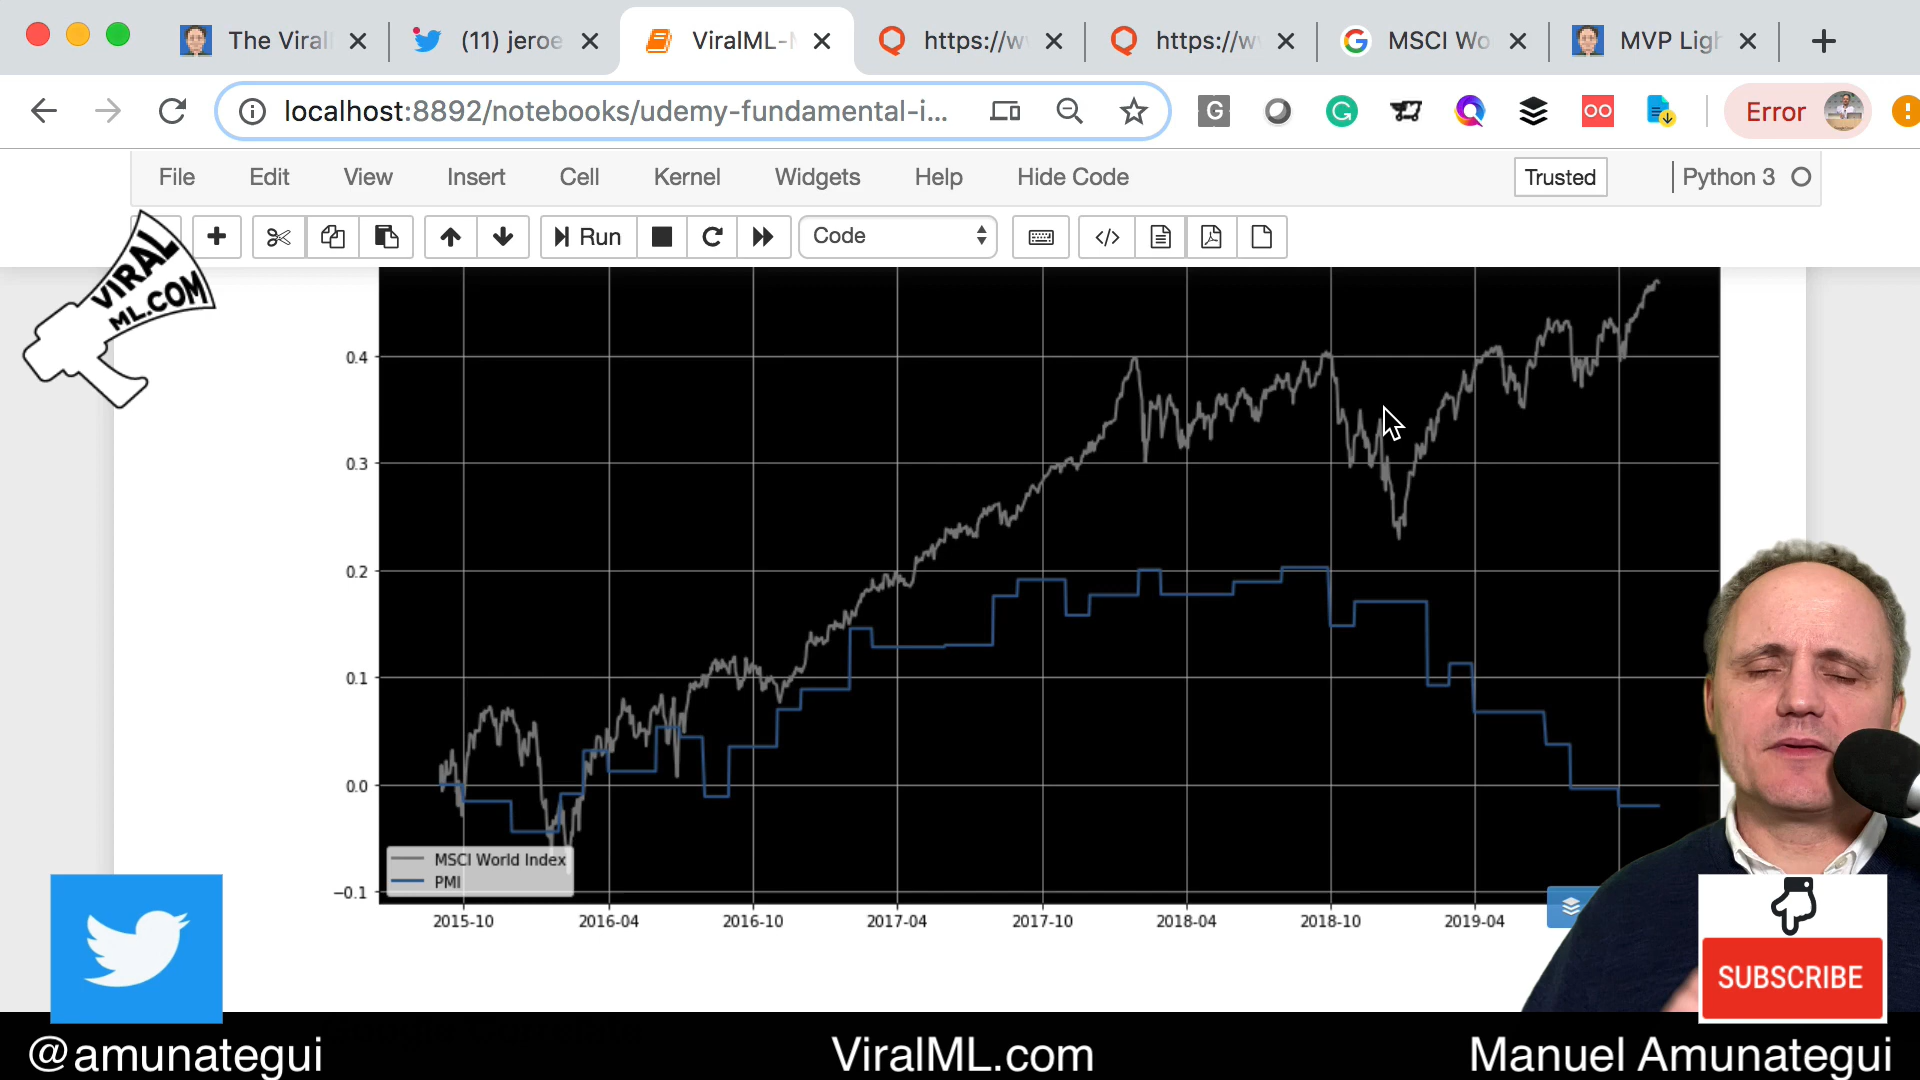 The Viral
(11) jeroe
ViralML-
https://w
https://w
MSCI Wo
MVP Ligh
localhost:8892/notebooks/udemy-fundamental-i...
G
Error
File Edit View Insert Cell Kernel Widgets Help Hide Code
Trusted
Python 3
Run
Code
VIRAL
ML.COM
0.4
0.3
0.2
0.1
0.0
−0.1
MSCI World Index
PMI
2015-10 2016-04 2016-10 2017-04 2017-10 2018-04 2018-10 2019-04
SUBSCRIBE
@amunategui
ViralML.com
Manuel Amunategui